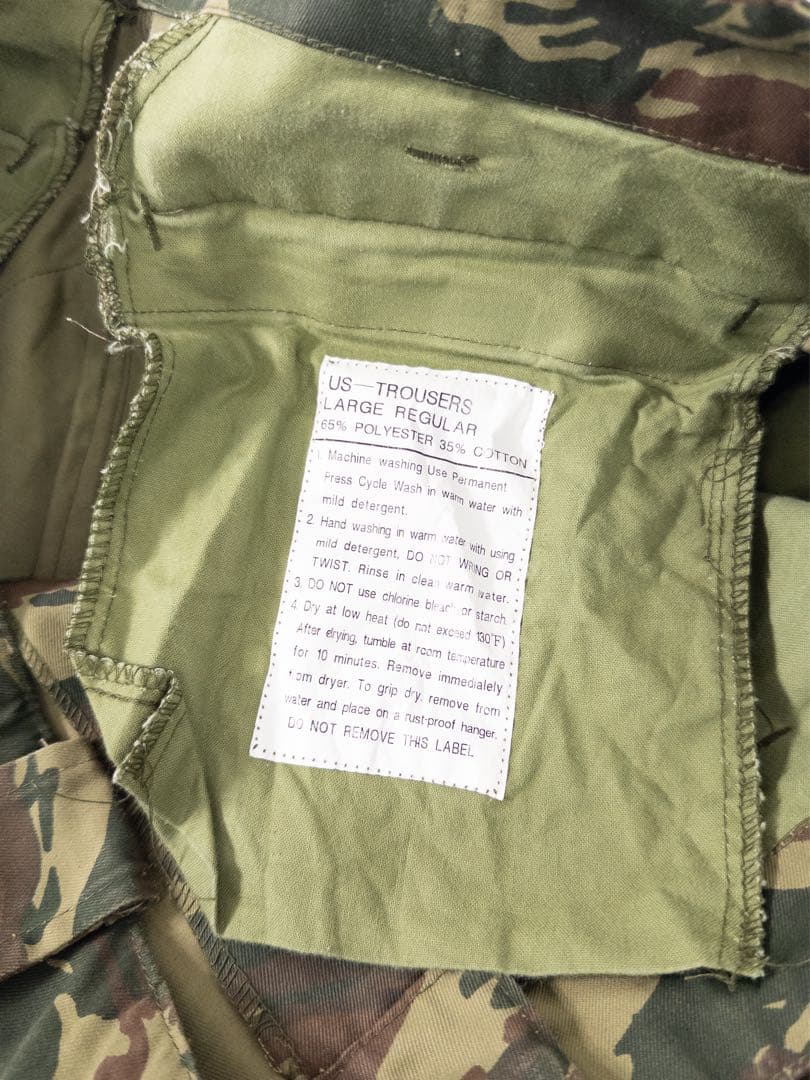 US—TROUSERS
LARGE REGULAR
65% POLYESTER 35% COTTON
1. Machine washing Use Permanent
Press Cycle Wash in warm water with
mild detergent.
2. Hand washing in warm water with using
mild detergent, DO NOT WRING OR
TWIST. Rinse in clean warm water.
3. DO NOT use chlorine bleach or starch.
4. Dry at low heat (do not exceed 130°F)
After drying, tumble at room temperature
for 10 minutes. Remove immedialely
from dryer. To grip dry, remove from
water and place on a rust-proof hanger.
DO NOT REMOVE THIS LABEL